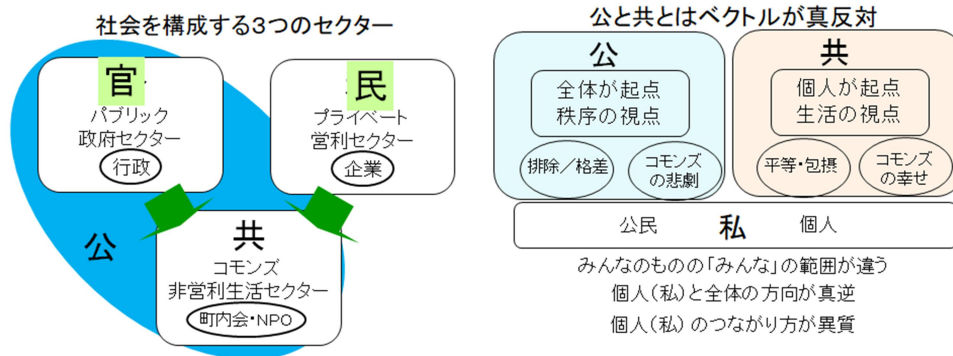 社会を構成する3つのセクター
官
パブリック
政府セクター
行政
民
プライベート
営利セクター
企業
公
共
コモンズ
非営利生活セクター
町内会・NPO
公と共とはベクトルが真反対
公
全体が起点
秩序の視点
排除／格差
コモンズ
の悲劇
共
個人が起点
生活の視点
平等・包摂
コモンズ
の幸せ
公民 私 個人
みんなのものの「みんな」の範囲が違う
個人(私)と全体の方向が真逆
個人(私)のつながり方が異質